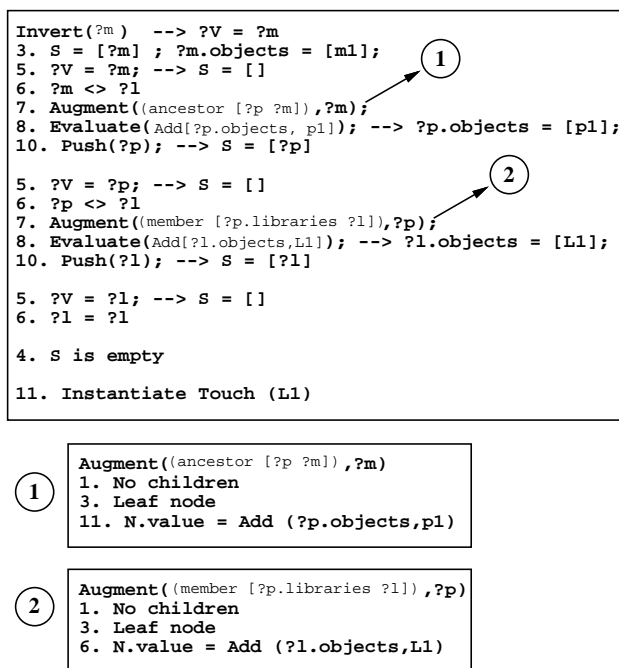 Invert(?m ) --> ?V = ?m
3. S = [?m] ; ?m.objects = [m1];
5. ?V = ?m; --> S = []
6. ?m <> ?l
7. Augment((ancestor [?p ?m]),?m);
8. Evaluate(Add[?p.objects, p1]); --> ?p.objects = [p1];
10. Push(?p); --> S = [?p]
1
5. ?V = ?p; --> S = []
6. ?p <> ?l
7. Augment((member [?p.libraries ?l]),?p);
8. Evaluate(Add[?l.objects,L1]); --> ?l.objects = [L1];
10. Push(?l); --> S = [?l]
2
5. ?V = ?l; --> S = []
6. ?l = ?l
4. S is empty
11. Instantiate Touch (L1)
1
Augment((ancestor [?p ?m]) ,?m)
1. No children
3. Leaf node
11. N.value = Add (?p.objects,p1)
2
Augment((member [?p.libraries ?l]) ,?p)
1. No children
3. Leaf node
6. N.value = Add (?l.objects,L1)